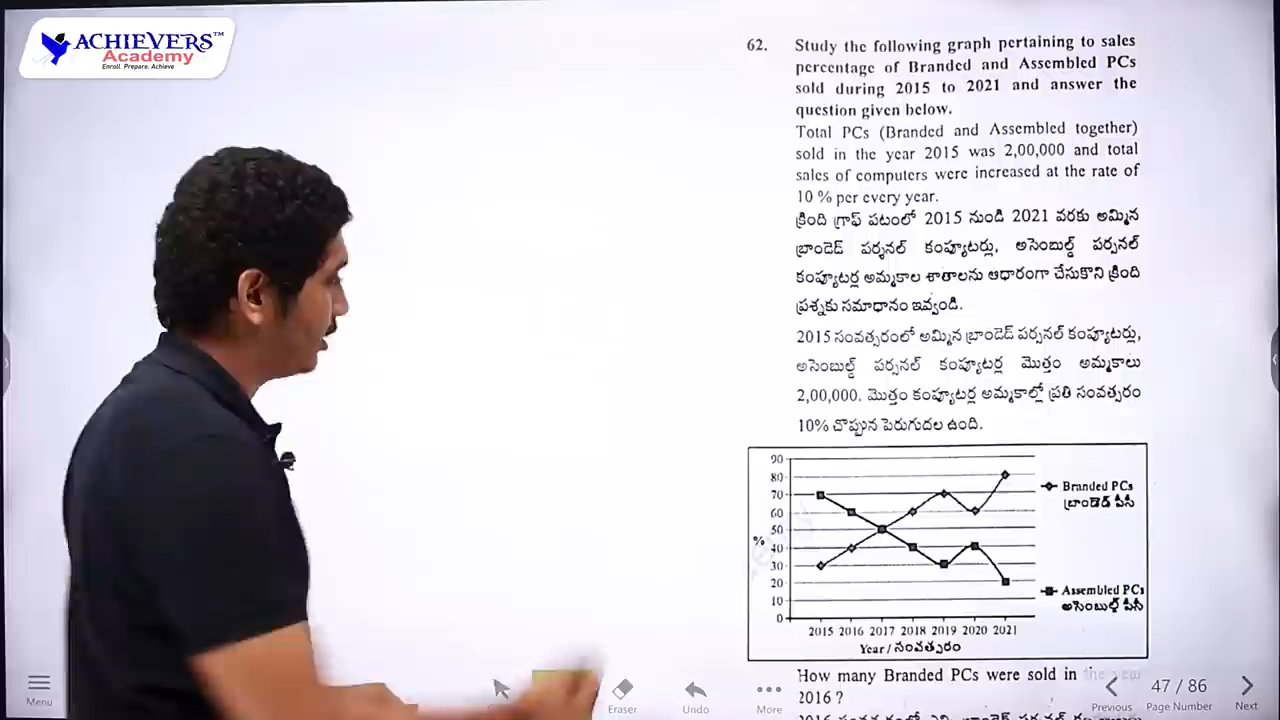 ACHIEVERS™
Academy
Enroll. Prepare. Achieve
62. Study the following graph pertaining to sales
percentage of Branded and Assembled PCs
sold during 2015 to 2021 and answer the
question given below.
Total PCs (Branded and Assembled together)
sold in the year 2015 was 2,00,000 and total
sales of computers were increased at the rate of
10 % per every year.
క్రింది గ్రాఫ్ పటంలో 2015 నుండి 2021 వరకు అమ్మిన
బ్రాండెడ్ పర్సనల్ కంప్యూటర్లు, అసెంబుల్డ్ పర్సనల్
కంప్యూటర్ల అమ్మకాల శాతాలను ఆధారంగా చేసుకొని క్రింది
ప్రశ్నకు సమాధానం ఇవ్వండి.
2015 సంవత్సరంలో అమ్మిన బ్రాండెడ్ పర్సనల్ కంప్యూటర్లు,
అసెంబుల్డ్ పర్సనల్ కంప్యూటర్ల మొత్తం అమ్మకాలు
2,00,000. మొత్తం కంప్యూటర్ల అమ్మకాల్లో ప్రతి సంవత్సరం
10% చొప్పున పెరుగుదల ఉంది.
90
80
70
60
50
40
30
20
10
0
%
2015 2016 2017 2018 2019 2020 2021
Year / సంవత్సరం
Branded PCs
బ్రాండెడ్ పీసీ
Assembled PCs
అసెంబుల్డ్ పీసీ
How many Branded PCs were sold in the year
2016 ?
Menu
Eraser
Undo
More
Previous
47 / 86
Page Number
Next